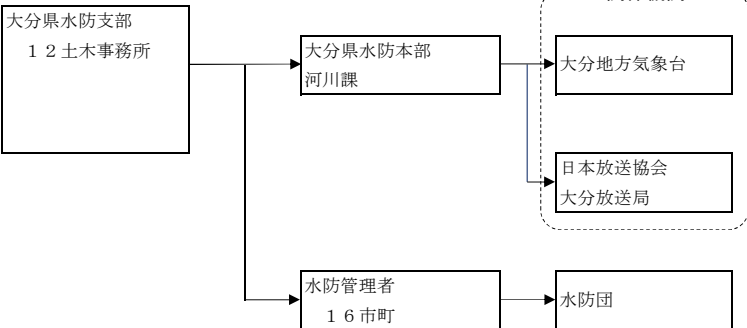 大分県水防支部
１２土木事務所
大分県水防本部
河川課
大分地方気象台
日本放送協会
大分放送局
水防管理者
１６市町
水防団